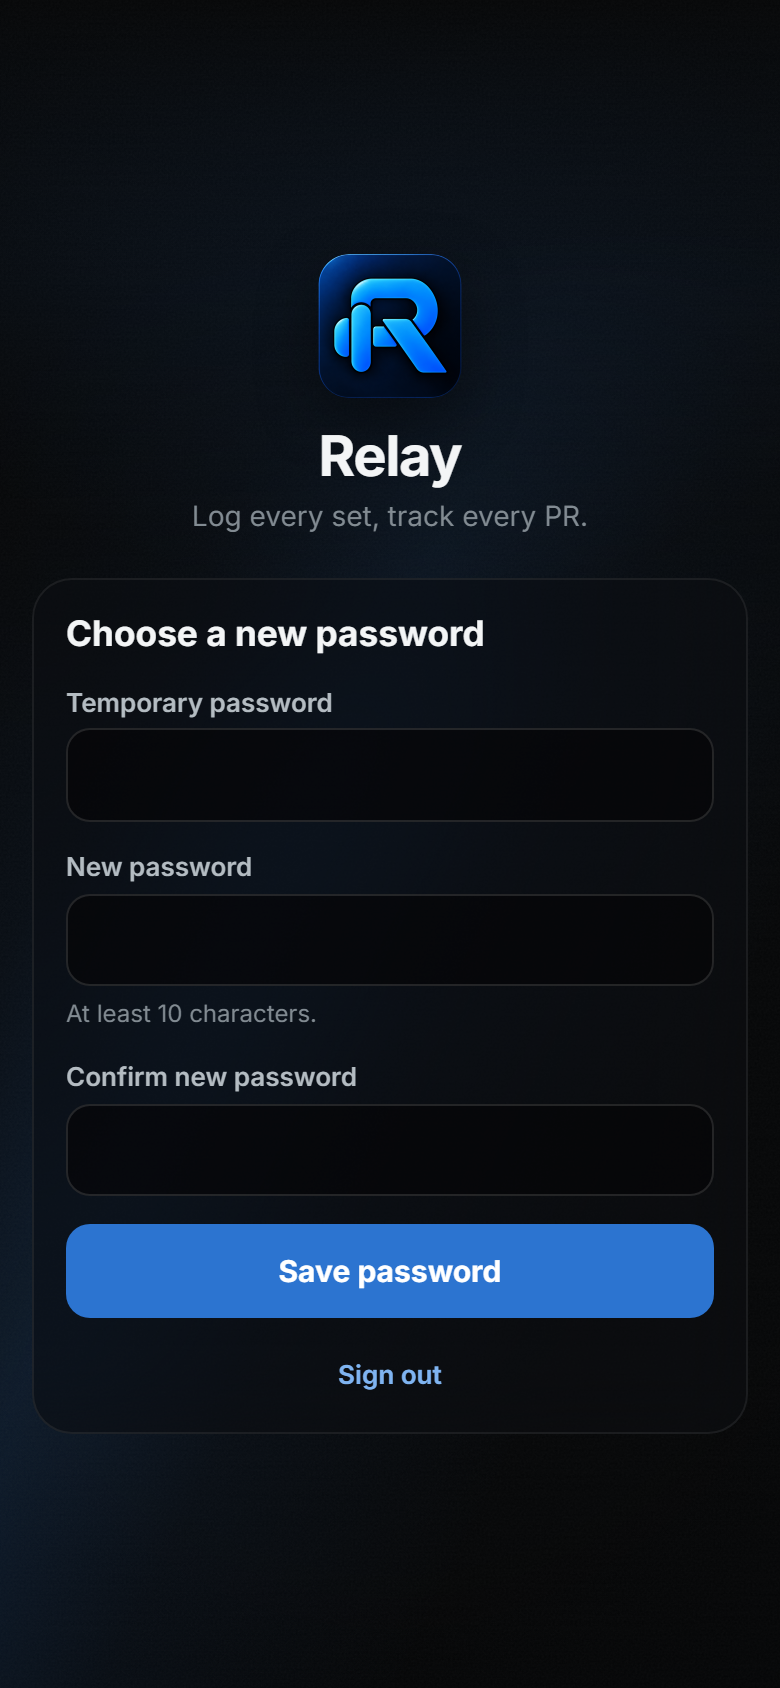 Relay
Log every set, track every PR.
Choose a new password
Temporary password
New password
At least 10 characters.
Confirm new password
Save password
Sign out